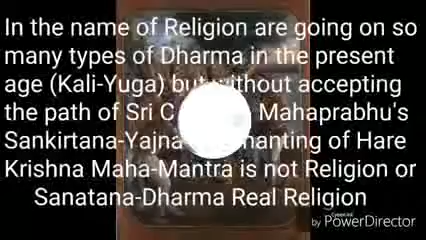 In the name of Religion are going on so
many types of Dharma in the present
age (Kali-Yuga) but without accepting
the path of Sri Mahaprabhu's
Sankirtana-Yajna of Hare
Krishna Maha-Mantra is not Religion or
Sanatana-Dharma Real Religion
by PowerDirector